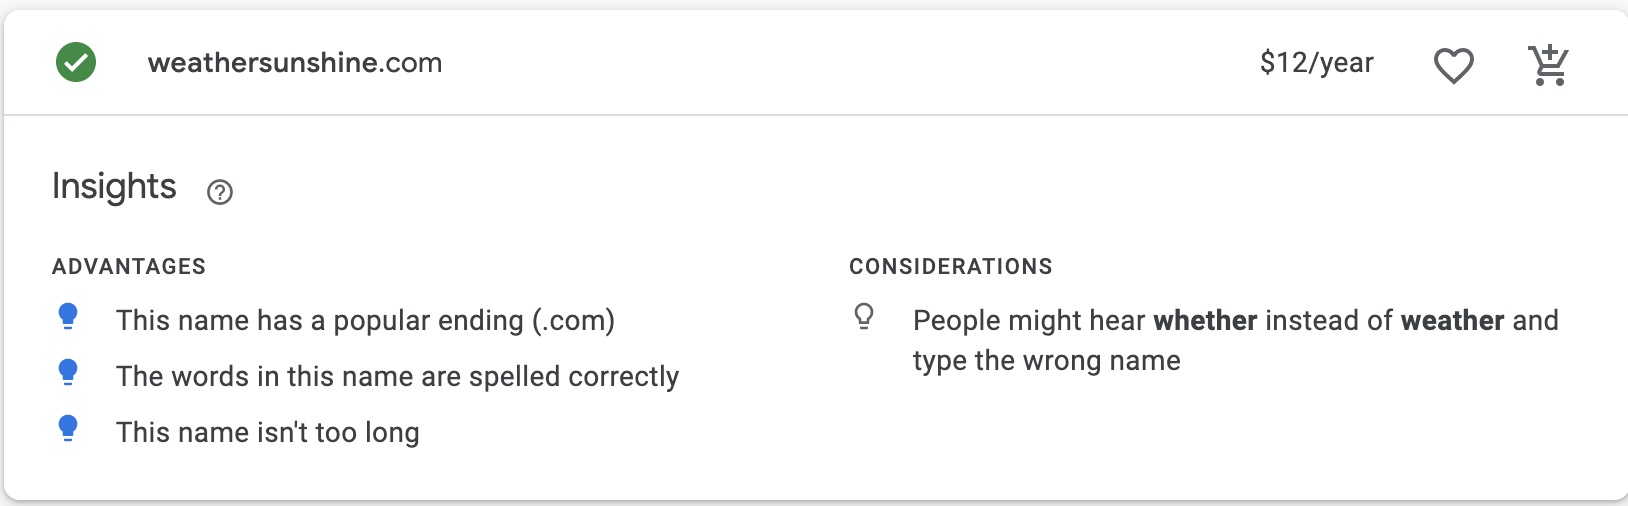 weathersunshine.com
$12/year
Insights
ADVANTAGES
This name has a popular ending (.com)
The words in this name are spelled correctly
This name isn't too long
CONSIDERATIONS
People might hear whether instead of weather and
type the wrong name